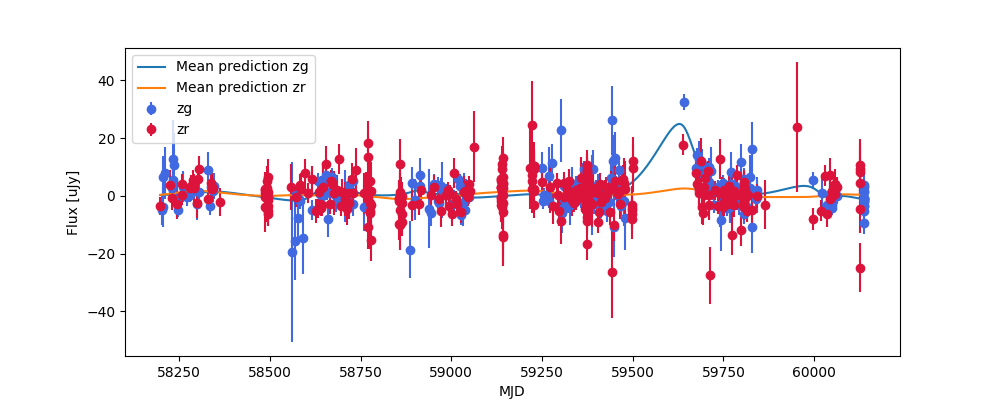 Mean prediction zg
Mean prediction zr
zg
zr
Flux [uJy]
40
20
0
−20
−40
58250
58500
58750
59000
59250
59500
59750
60000
MJD